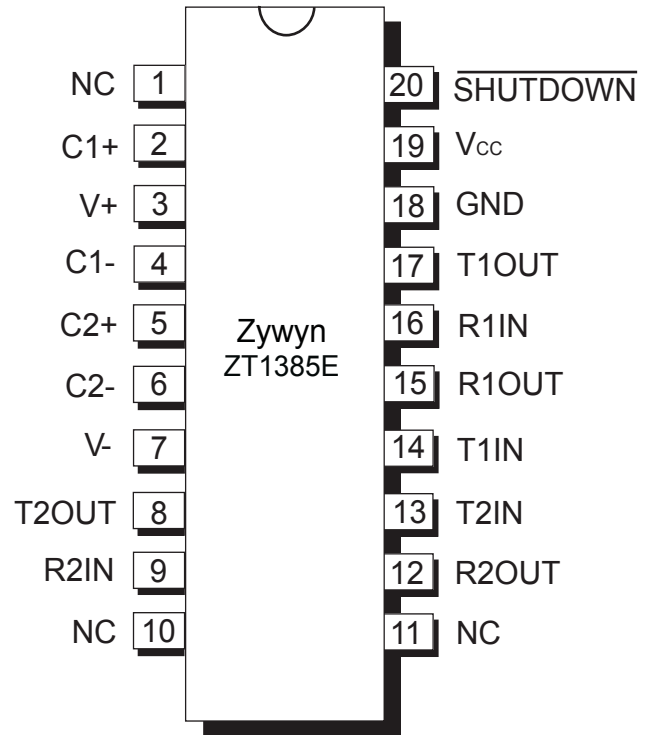 NC 1
C1+ 2
V+ 3
C1- 4
C2+ 5
C2- 6
V- 7
T2OUT 8
R2IN 9
NC 10
Zywyn
ZT1385E
20 SHUTDOWN
19 Vcc
18 GND
17 T1OUT
16 R1IN
15 R1OUT
14 T1IN
13 T2IN
12 R2OUT
11 NC